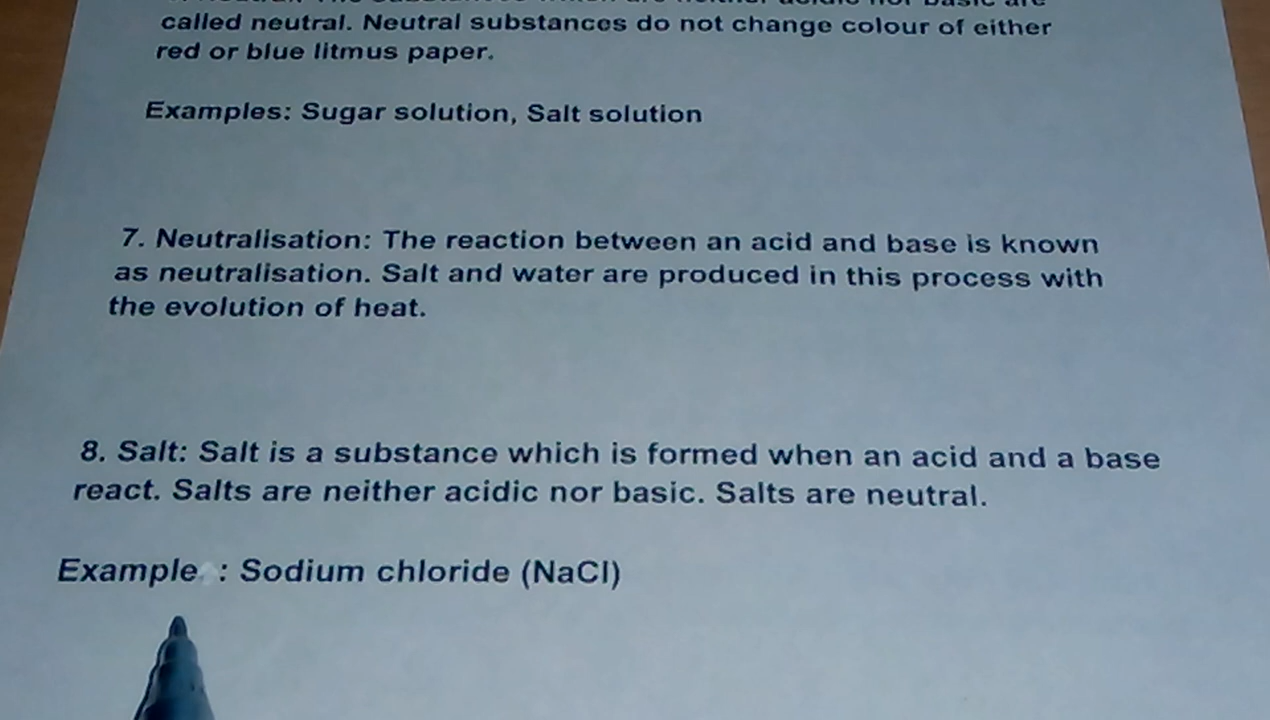 called neutral. Neutral substances do not change colour of either
red or blue litmus paper.
Examples: Sugar solution, Salt solution
7. Neutralisation: The reaction between an acid and base is known
as neutralisation. Salt and water are produced in this process with
the evolution of heat.
8. Salt: Salt is a substance which is formed when an acid and a base
react. Salts are neither acidic nor basic. Salts are neutral.
Example : Sodium chloride (NaCl)